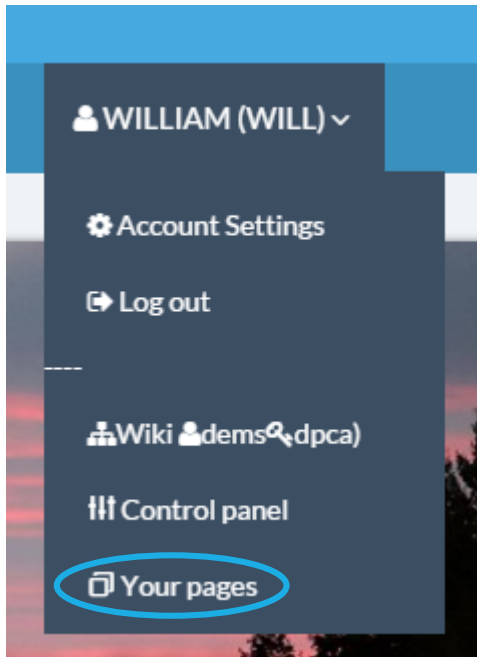 WILLIAM (WILL)
Account Settings
Log out
----
Wiki dems dpca)
Control panel
Your pages